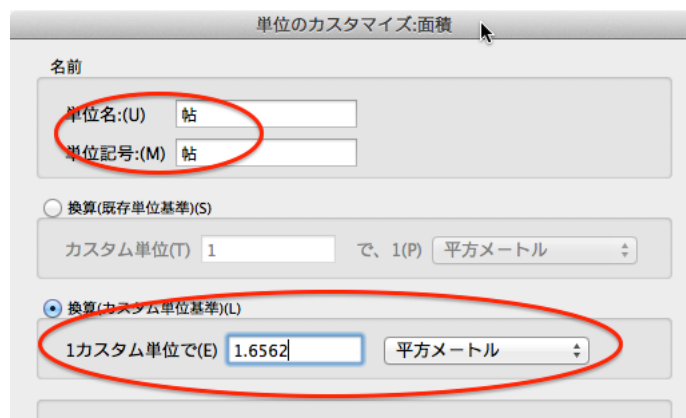 単位のカスタマイズ:面積
名前
単位名:(U) 帖
単位記号:(M) 帖
換算(既存単位基準)(S)
カスタム単位(T) 1 で、1(P) 平方メートル
換算(カスタム単位基準)(L)
1カスタム単位で(E) 1.6562 平方メートル